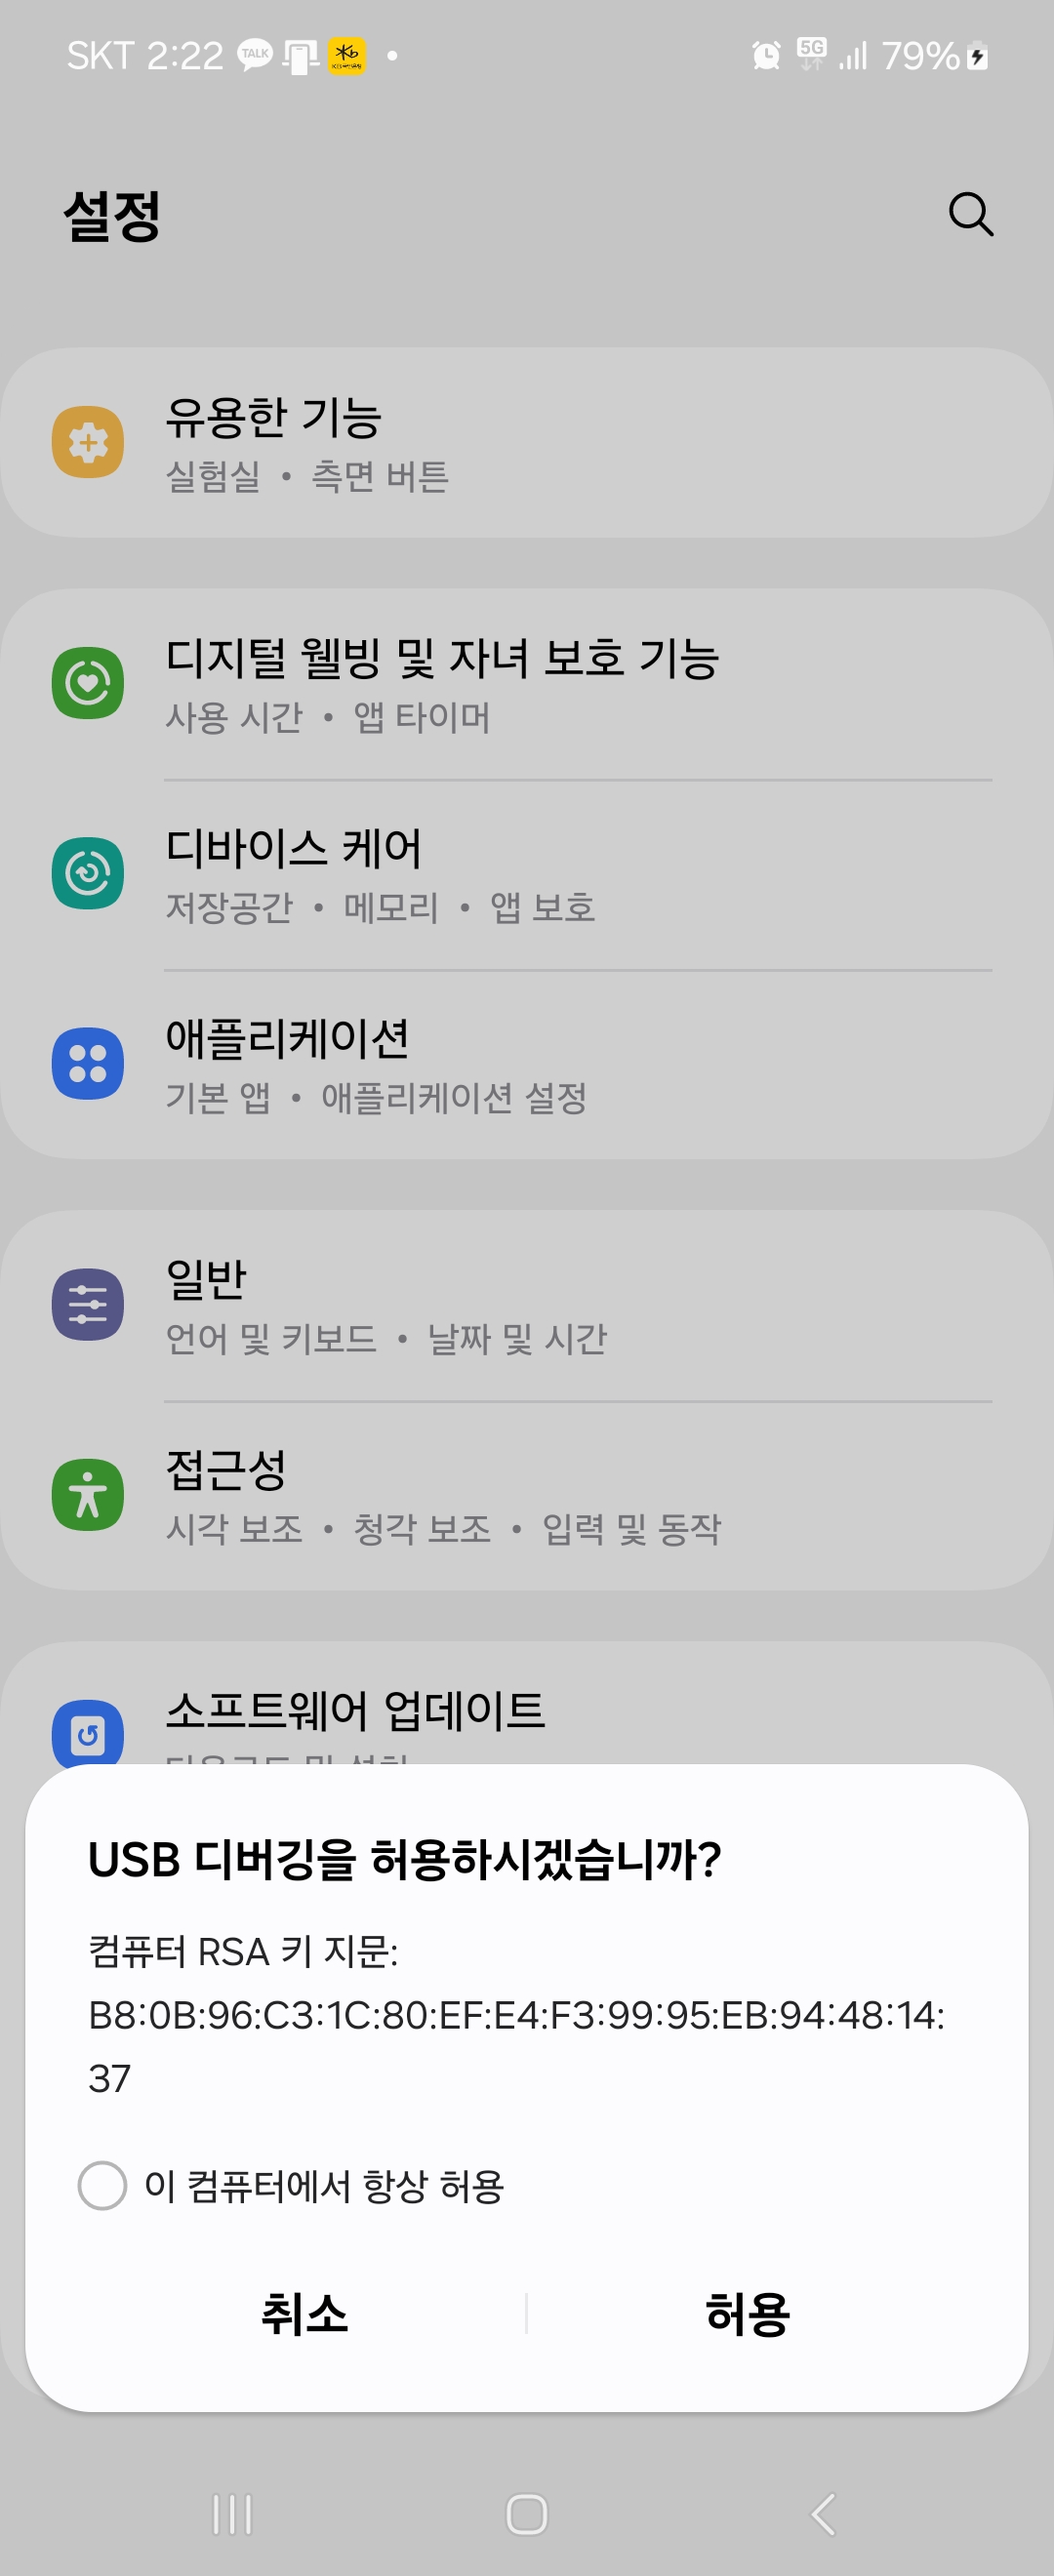 SKT 2:22 TALK 5G 79%
설정
유용한 기능
실험실 • 측면 버튼
디지털 웰빙 및 자녀 보호 기능
사용 시간 • 앱 타이머
디바이스 케어
저장공간 • 메모리 • 앱 보호
애플리케이션
기본 앱 • 애플리케이션 설정
일반
언어 및 키보드 • 날짜 및 시간
접근성
시각 보조 • 청각 보조 • 입력 및 동작
소프트웨어 업데이트
USB 디버깅을 허용하시겠습니까?
컴퓨터 RSA 키 지문:
B8:0B:96:C3:1C:80:EF:E4:F3:99:95:EB:94:48:14:
37
이 컴퓨터에서 항상 허용
취소 허용